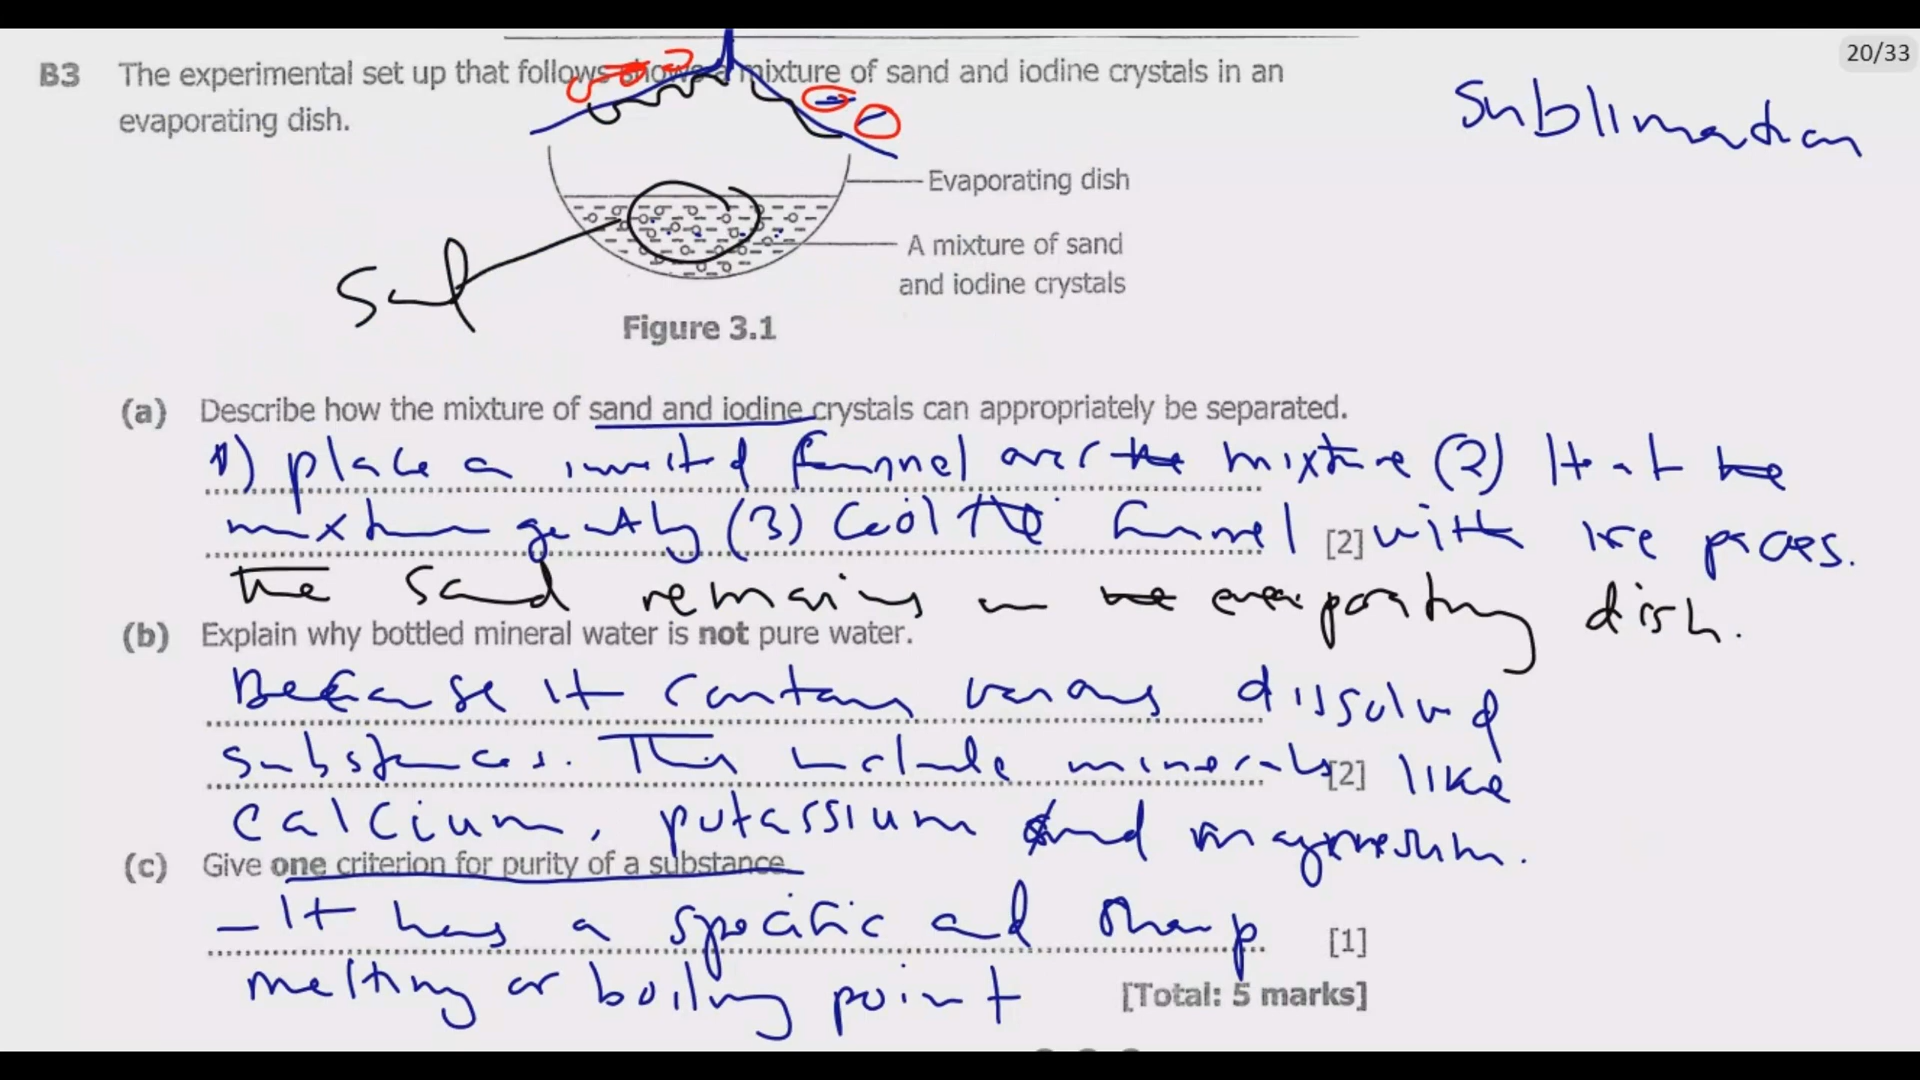 20/33
B3 The experimental set up that follows shows a mixture of sand and iodine crystals in an
evaporating dish.
Sublimation
Evaporating dish
A mixture of sand
and iodine crystals
Figure 3.1
(a) Describe how the mixture of sand and iodine crystals can appropriately be separated.
1) place a inverted funnel over the mixture (2) Heat the
mixture gently (3) Cool the funnel [2] with ice pieces.
The sand remains in the evaporating dish.
(b) Explain why bottled mineral water is not pure water.
Because it contains various dissolved
substances. This include minerals [2] like
calcium, potassium and magnesium.
(c) Give one criterion for purity of a substance
- It has a specific and sharp [1]
melting or boiling point
[Total: 5 marks]